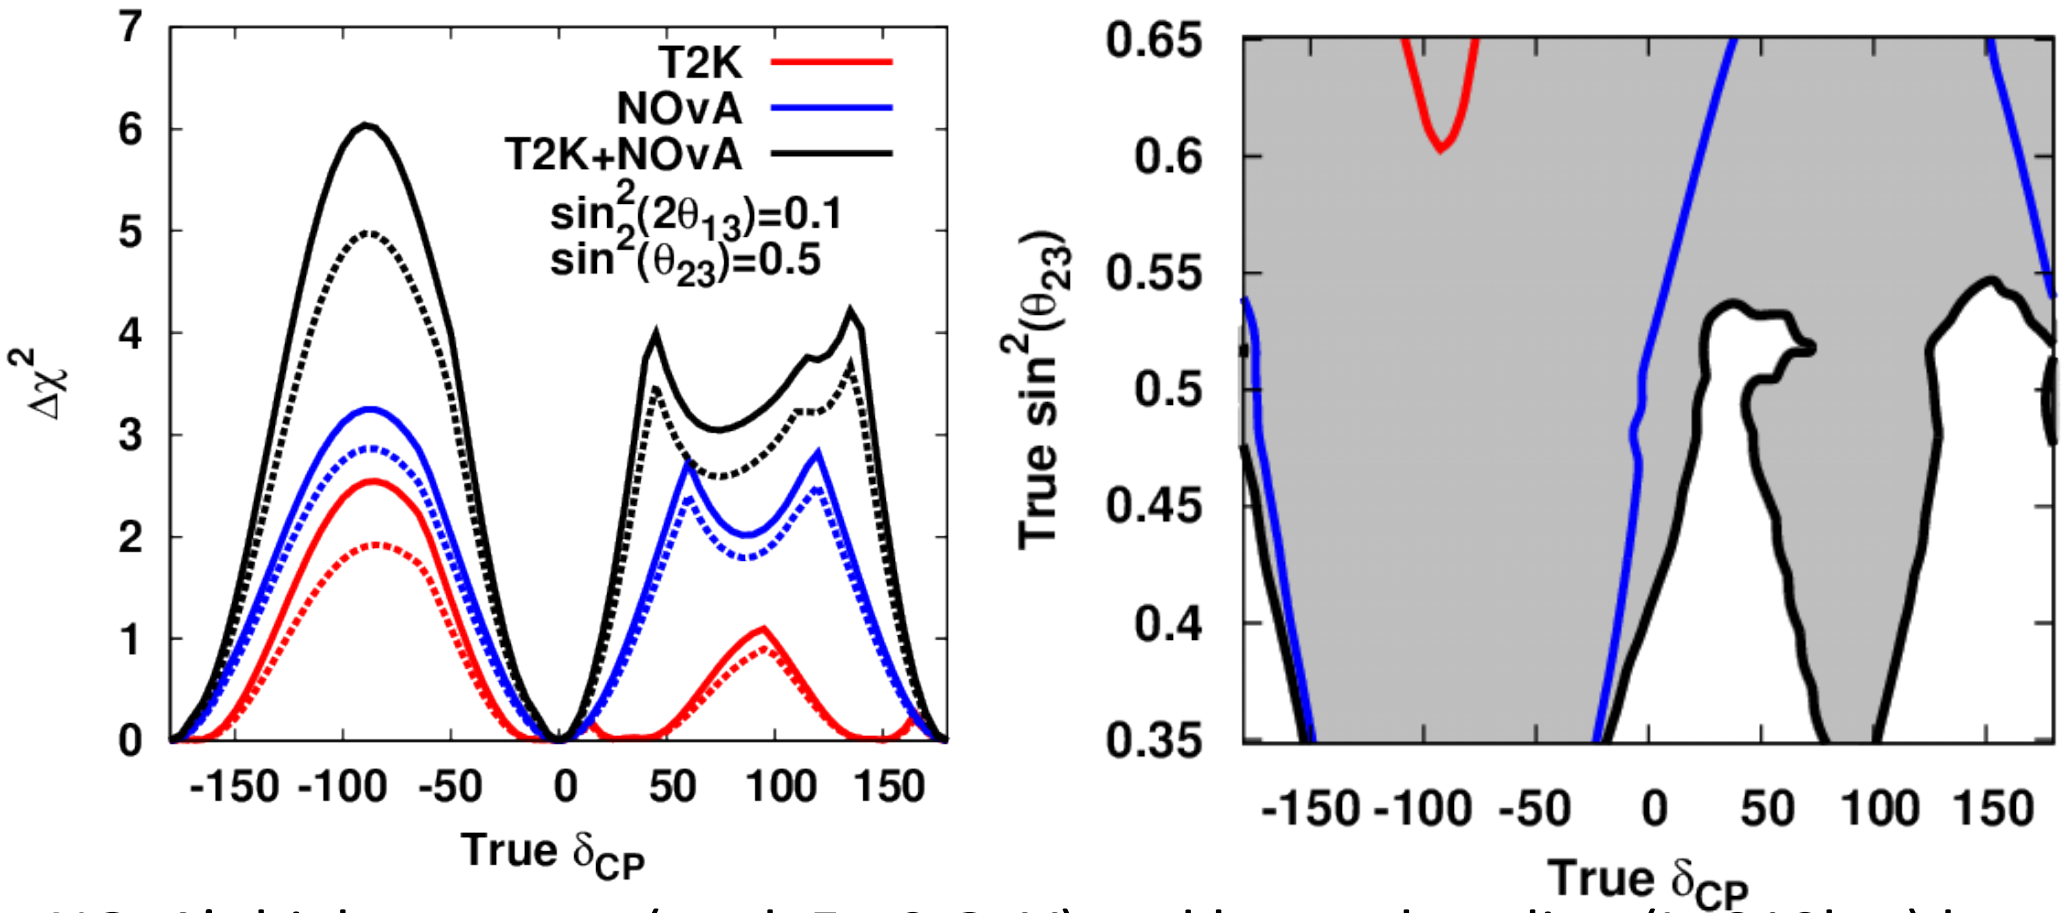 7
6
5
4
3
2
1
0
Δχ²
T2K
NOvA
T2K+NOvA
sin²(2θ₁₃)=0.1
sin²(θ₂₃)=0.5
-150 -100 -50 0 50 100 150
True δCP
0.65
0.6
0.55
0.5
0.45
0.4
0.35
True sin²(θ₂₃)
-150 -100 -50 0 50 100 150
True δCP